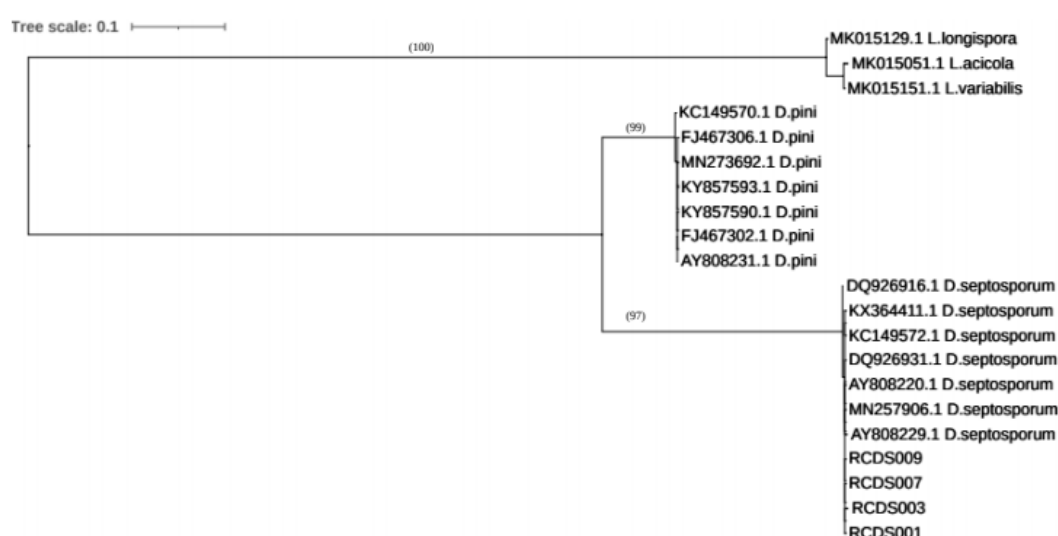 Tree scale: 0.1
(100)
MK015129.1 L.longispora
MK015051.1 L.acicola
MK015151.1 L.variabilis
KC149570.1 D.pini
(99)
FJ467306.1 D.pini
MN273692.1 D.pini
KY857593.1 D.pini
KY857590.1 D.pini
FJ467302.1 D.pini
AY808231.1 D.pini
DQ926916.1 D.septosporum
KX364411.1 D.septosporum
(97)
KC149572.1 D.septosporum
DQ926931.1 D.septosporum
AY808220.1 D.septosporum
MN257906.1 D.septosporum
AY808229.1 D.septosporum
RCDS009
RCDS007
RCDS003
RCDS001